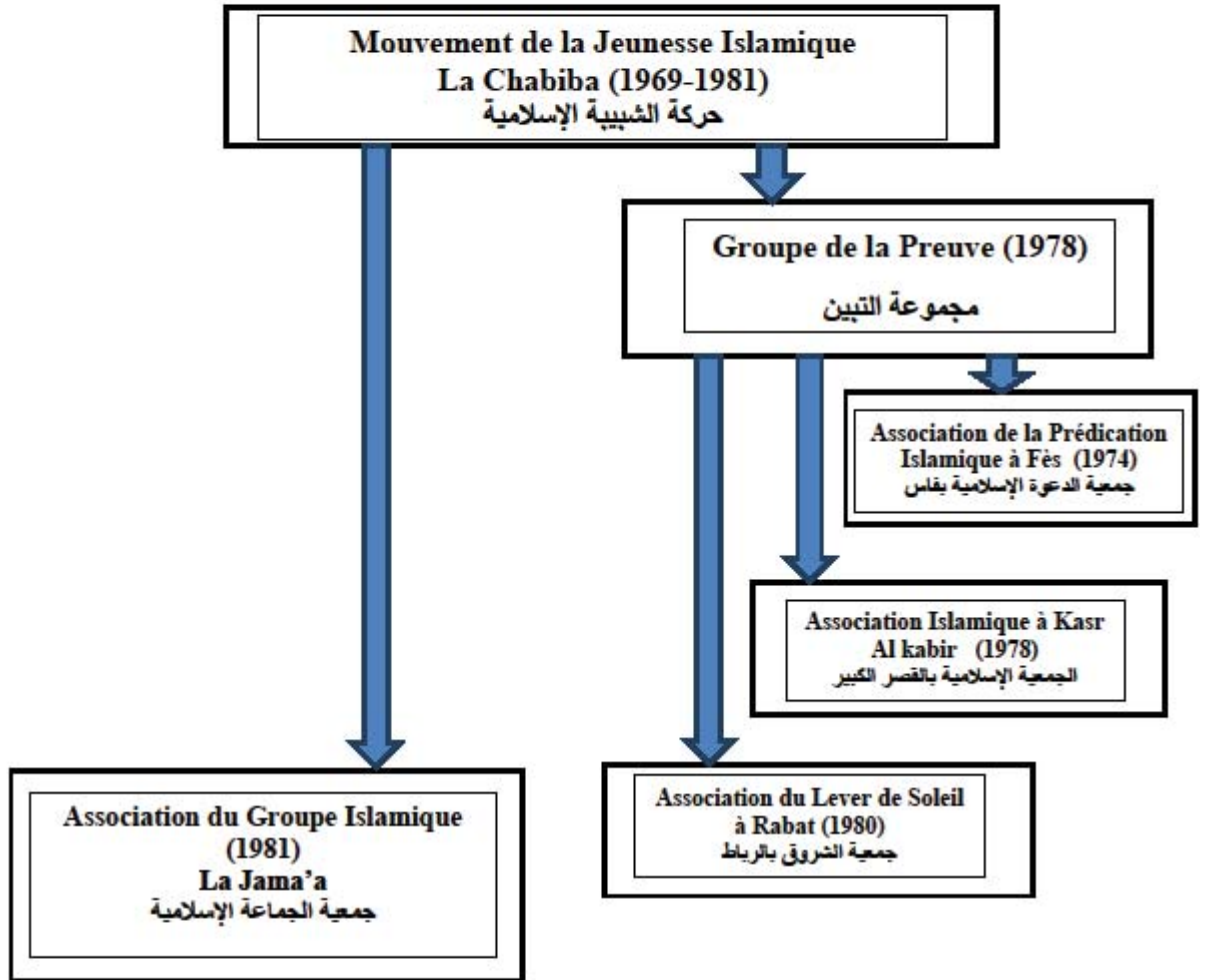 Mouvement de la Jeunesse Islamique
La Chabiba (1969-1981)
حركة الشبيبة الإسلامية
Groupe de la Preuve (1978)
مجموعة التبين
Association de la Prédication
Islamique à Fès (1974)
جمعية الدعوة الإسلامية بفاس
Association Islamique à Kasr
Al kabir (1978)
الجمعية الإسلامية بالقصر الكبير
Association du Lever de Soleil
à Rabat (1980)
جمعية الشروق بالرباط
Association du Groupe Islamique
(1981)
La Jama’a
جمعية الجماعة الإسلامية